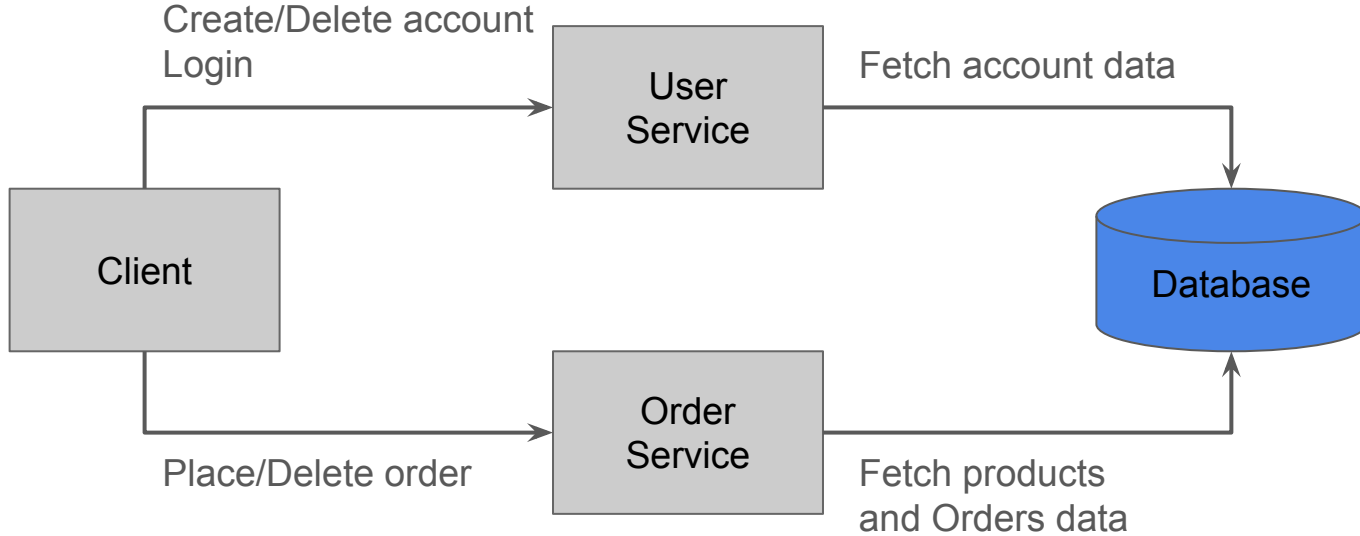 Create/Delete account
Login
User
Service
Fetch account data
Client
Database
Order
Service
Place/Delete order
Fetch products
and Orders data